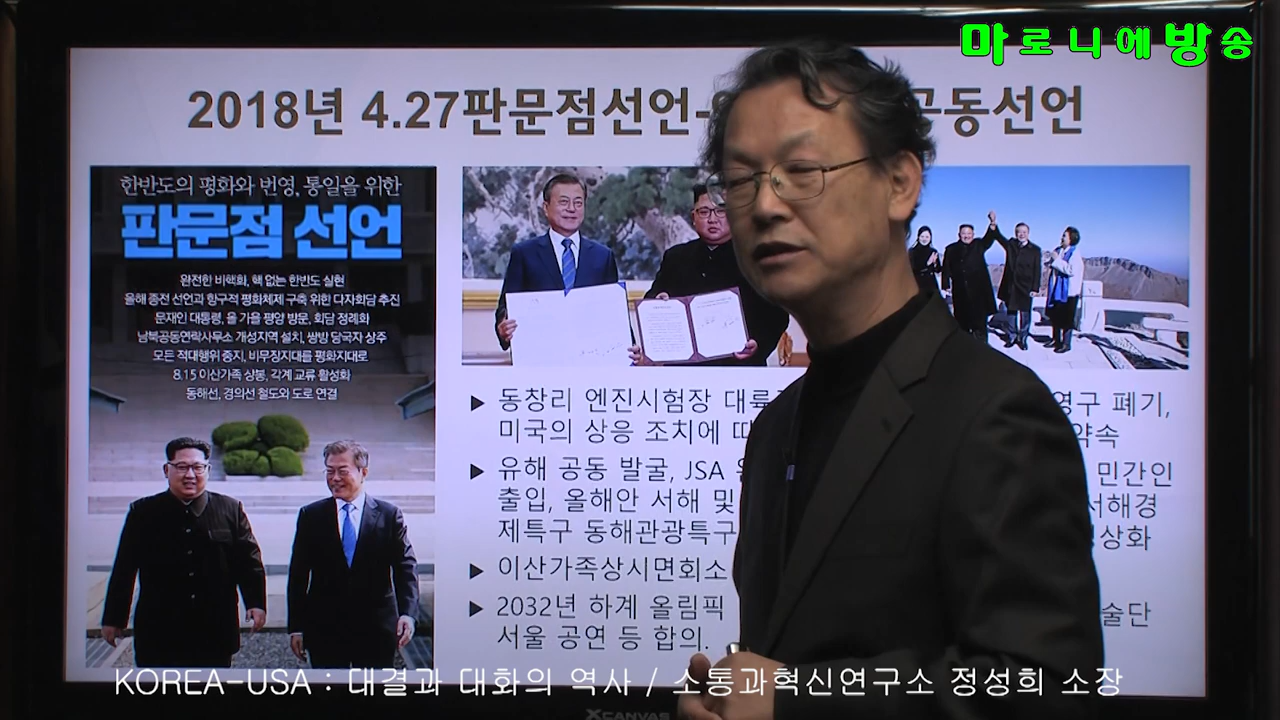 마로니에방송
2018년 4.27판문점선언- 공동선언
한반도의 평화와 번영, 통일을 위한
판문점 선언
완전한 비핵화, 핵 없는 한반도 실현
올해 종전 선언과 항구적 평화체제 구축 위한 다자회담 추진
문재인 대통령, 올 가을 평양 방문, 회담 정례화
남북공동연락사무소 개성지역 설치, 쌍방 당국자 상주
모든 적대행위 중지, 비무장지대를 평화지대로
8.15 이산가족 상봉, 각계 교류 활성화
동해선, 경의선 철도와 도로 연결
▶ 동창리 엔진시험장 대륙 영구 폐기,
미국의 상응 조치에 따 약속
▶ 유해 공동 발굴, JSA 민간인
출입, 올해안 서해 및 서해경
제특구 동해관광특구 상화
▶ 이산가족상시면회소
▶ 2032년 하계 올림픽 술단
서울 공연 등 합의.
KOREA-USA : 대결과 대화의 역사 / 소통과혁신연구소 정성희 소장
XCANVAS